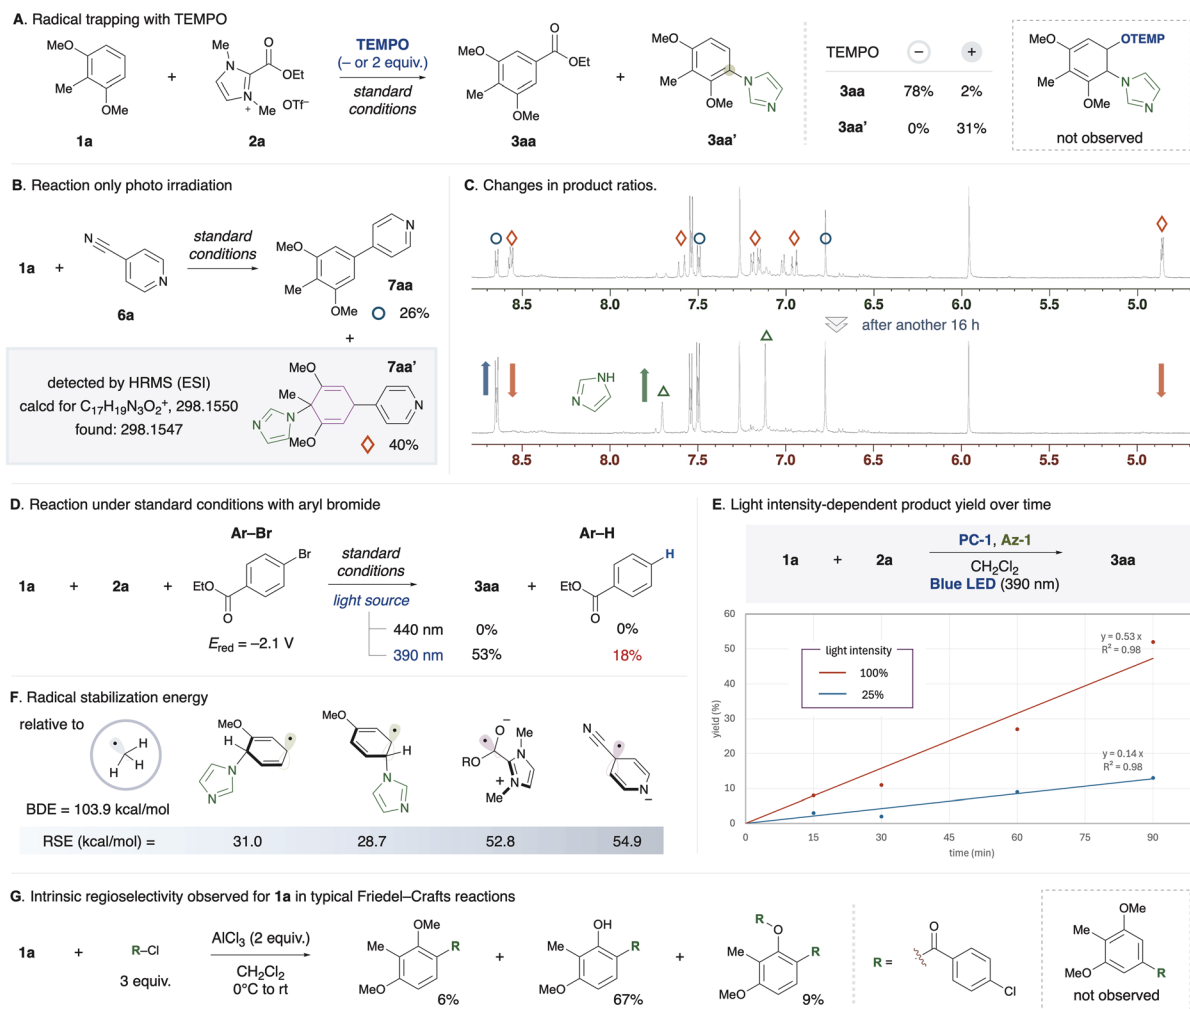 A. Radical trapping with TEMPO
MeO
Me
OMe
1a
+
Me
N
O
OEt
N
+
Me
OTf⁻
2a
TEMPO
(– or 2 equiv.)
standard
conditions
MeO
O
OEt
Me
OMe
3aa
+
MeO
Me
OMe
N
N
3aa'
TEMPO – +
3aa 78% 2%
3aa' 0% 31%
MeO
OTEMP
Me
OMe
N
N
not observed
B. Reaction only photo irradiation
1a
+
N
N
6a
standard
conditions
MeO
N
Me
OMe
7aa
26%
+
detected by HRMS (ESI)
calcd for C₁₇H₁₉N₃O₂⁺, 298.1550
found: 298.1547
7aa'
MeO
Me
N
N
N
MeO
40%
C. Changes in product ratios.
8.5 8.0 7.5 7.0 6.5 6.0 5.5 5.0
after another 16 h
NH
N
8.5 8.0 7.5 7.0 6.5 6.0 5.5 5.0
D. Reaction under standard conditions with aryl bromide
1a + 2a +
Ar–Br
Br
EtO
O
Ered = –2.1 V
standard
conditions
light source
440 nm
390 nm
3aa
0%
53%
+
Ar–H
H
EtO
O
0%
18%
E. Light intensity-dependent product yield over time
1a + 2a
PC-1, Az-1
CH₂Cl₂
Blue LED (390 nm)
3aa
60
50
40
30
20
10
0
yield (%)
light intensity
100%
25%
y = 0.53 x
R² = 0.98
y = 0.14 x
R² = 0.98
0 15 30 45 60 75 90
time (min)
F. Radical stabilization energy
relative to
H
C
H
H
BDE = 103.9 kcal/mol
MeO
H
N
N
MeO
H
N
N
O⁻
Me
RO
N
+
N
Me
N
N
–
RSE (kcal/mol) = 31.0 28.7 52.8 54.9
G. Intrinsic regioselectivity observed for 1a in typical Friedel–Crafts reactions
1a
+
R–Cl
3 equiv.
AlCl₃ (2 equiv.)
CH₂Cl₂
0°C to rt
OMe
Me
R
MeO
6%
+
OH
Me
R
MeO
67%
+
R
O
Me
R
MeO
9%
R =
O
Cl
OMe
Me
MeO
R
not observed